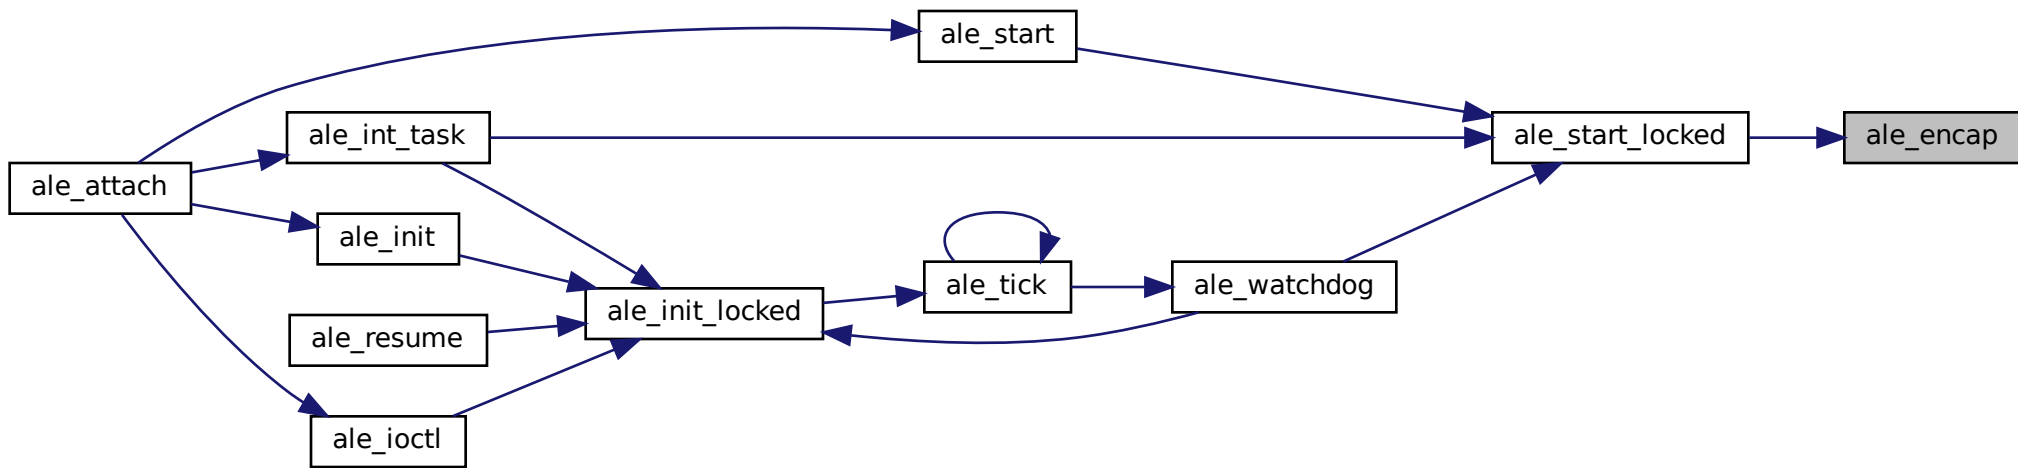 ale_start
ale_int_task
ale_start_locked
ale_encap
ale_attach
ale_init
ale_tick
ale_watchdog
ale_init_locked
ale_resume
ale_ioctl